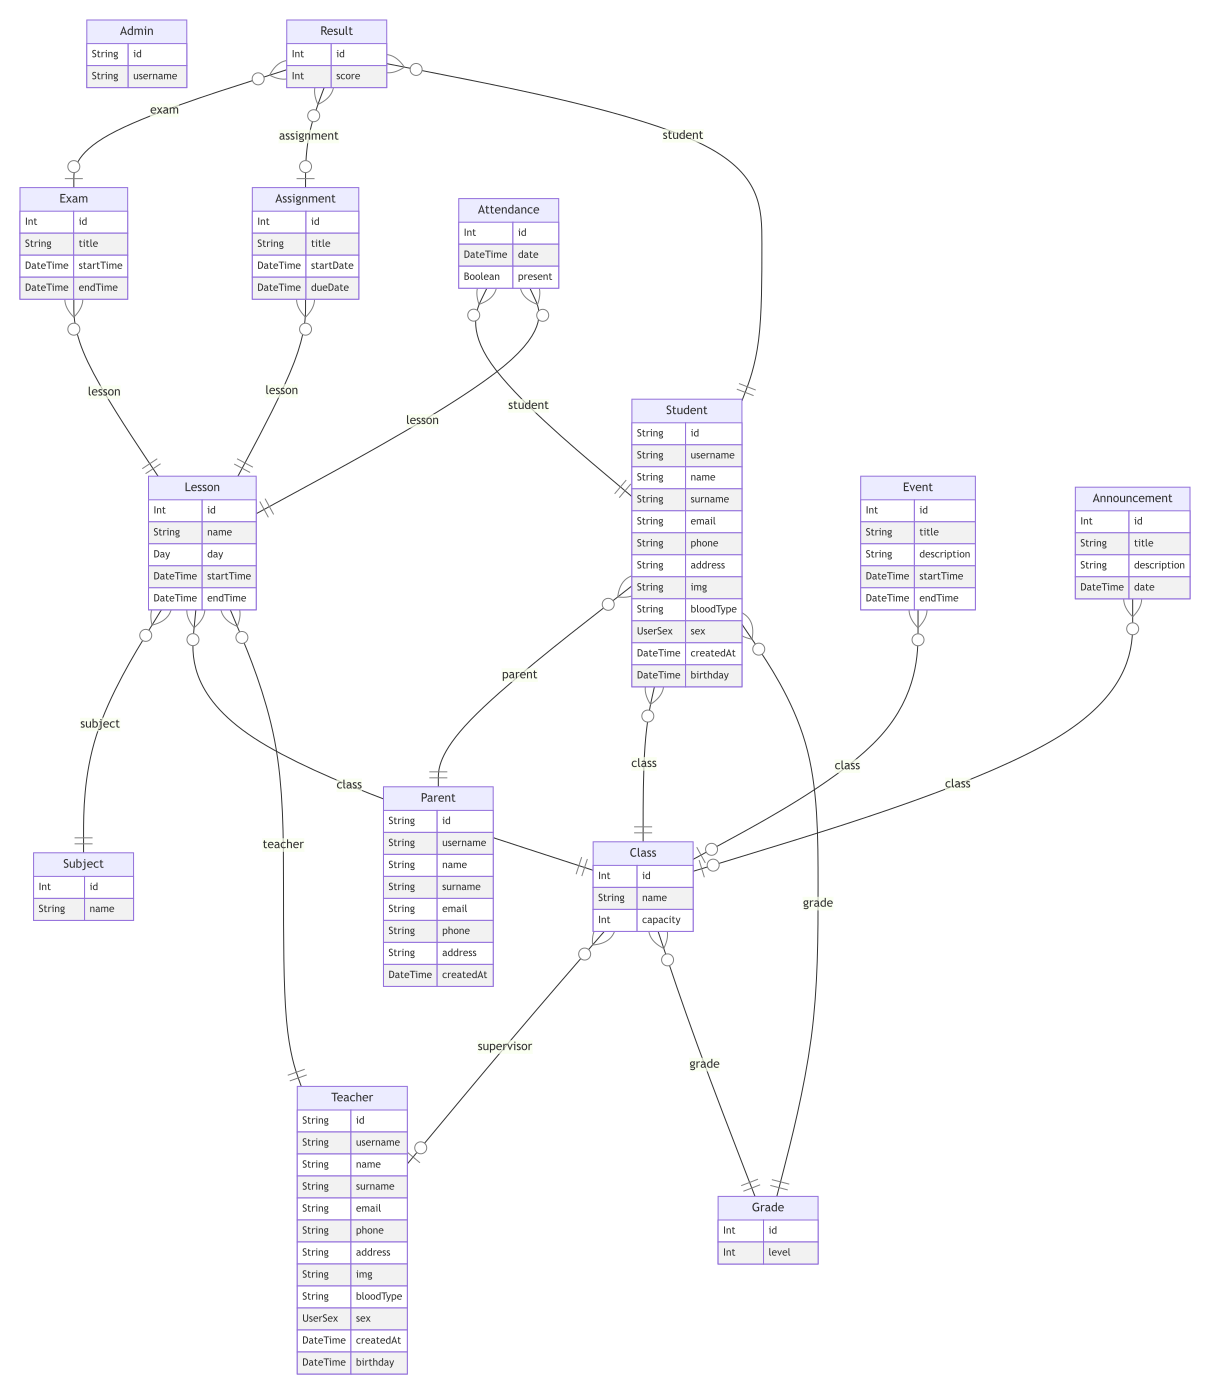 Admin
String id
String username
Result
Int id
Int score
exam
assignment
student
Exam
Int id
String title
DateTime startTime
DateTime endTime
Assignment
Int id
String title
DateTime startDate
DateTime dueDate
Attendance
Int id
DateTime date
Boolean present
lesson
lesson
lesson
student
Student
String id
String username
String name
String surname
String email
String phone
String address
String img
String bloodType
UserSex sex
DateTime createdAt
DateTime birthday
Lesson
Int id
String name
Day day
DateTime startTime
DateTime endTime
Event
Int id
String title
String description
DateTime startTime
DateTime endTime
Announcement
Int id
String title
String description
DateTime date
parent
subject
class
class
class
class
teacher
grade
Parent
String id
String username
String name
String surname
String email
String phone
String address
DateTime createdAt
Subject
Int id
String name
Class
Int id
String name
Int capacity
supervisor
grade
Teacher
String id
String username
String name
String surname
String email
String phone
String address
String img
String bloodType
UserSex sex
DateTime createdAt
DateTime birthday
Grade
Int id
Int level